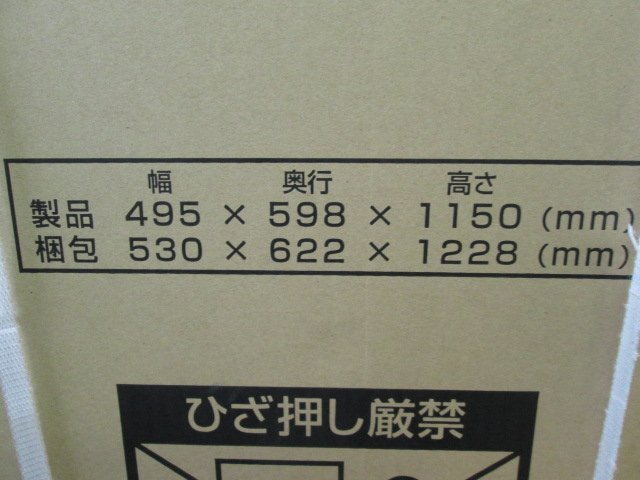 幅 奥行 高さ
製品 495 × 598 × 1150 (mm)
梱包 530 × 622 × 1228 (mm)
ひざ押し厳禁